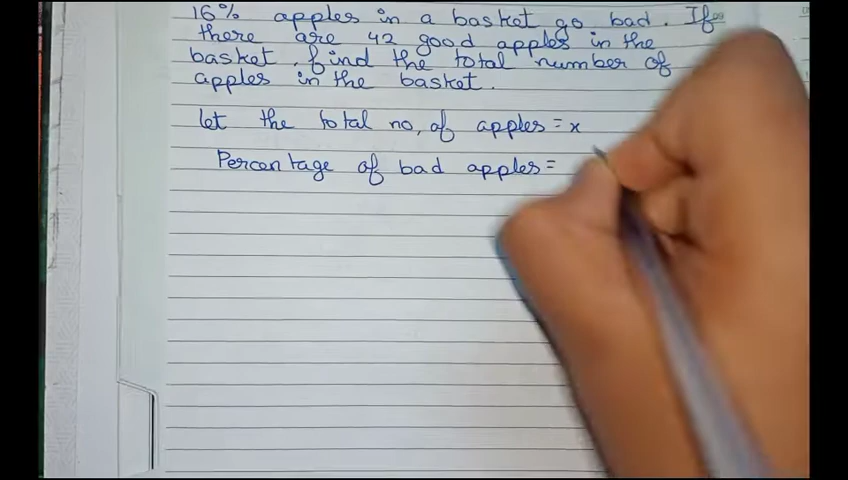 16% apples in a basket go bad. If
there are 42 good apples in the
basket, find the total number of
apples in the basket.
let the total no, of apples = x
Percentage of bad apples =